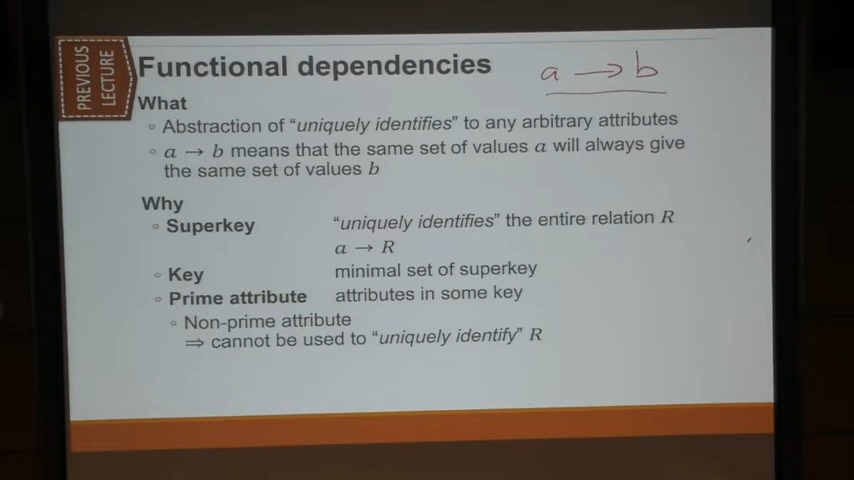 PREVIOUS
LECTURE
Functional dependencies
a → b
What
◦ Abstraction of “uniquely identifies” to any arbitrary attributes
◦ a → b means that the same set of values a will always give
the same set of values b
Why
◦ Superkey “uniquely identifies” the entire relation R
a → R
◦ Key minimal set of superkey
◦ Prime attribute attributes in some key
◦ Non-prime attribute
⇒ cannot be used to “uniquely identify” R